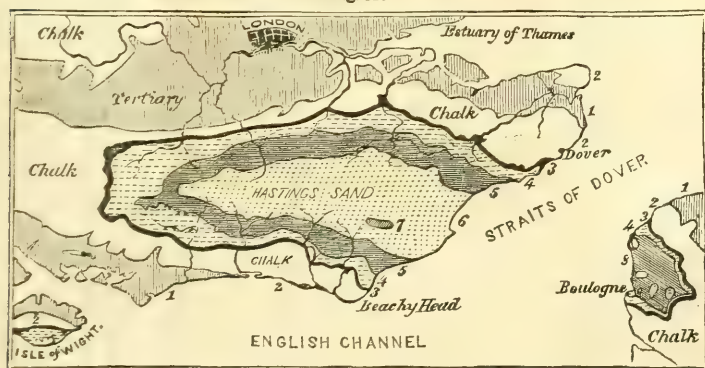 LONDON
Chalk
Estuary of Thames
2
Tertiary
Chalk
1
2
Dover
3
4
Chalk
HASTINGS SAND
5
STRAITS OF DOVER
1
2
3
4
7
6
8
CHALK
5
4
1
2
3
Beachy Head
Boulogne
2
Chalk
ISLE of WIGHT.
ENGLISH CHANNEL